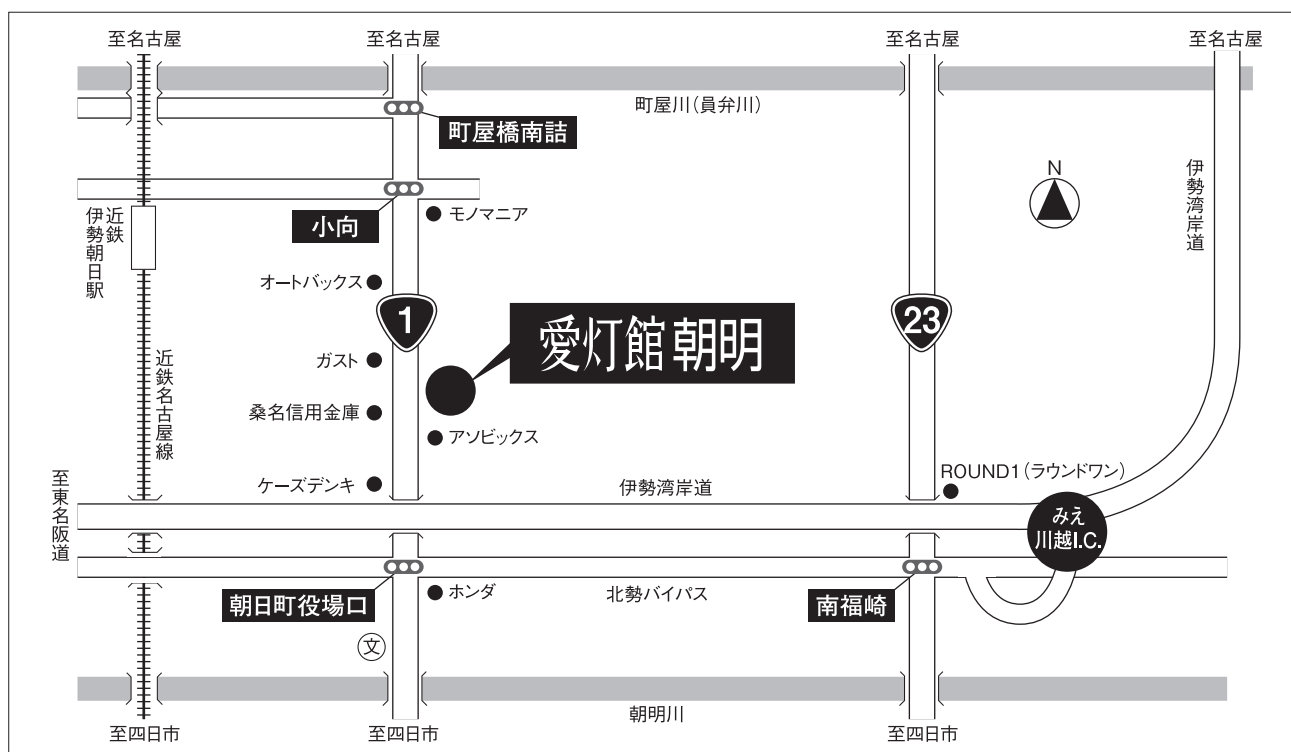 至名古屋
至名古屋
至名古屋
至名古屋
町屋川（員弁川）
町屋橋南詰
N
伊勢湾岸道
小向
モノマニア
近鉄
伊勢朝日駅
オートバックス
1
23
愛灯館 朝明
ガスト
近鉄名古屋線
桑名信用金庫
アソビックス
ROUND1（ラウンドワン）
至東名阪道
ケーズデンキ
伊勢湾岸道
みえ
川越I.C.
朝日町役場口
ホンダ
北勢バイパス
南福崎
文
朝明川
至四日市
至四日市
至四日市